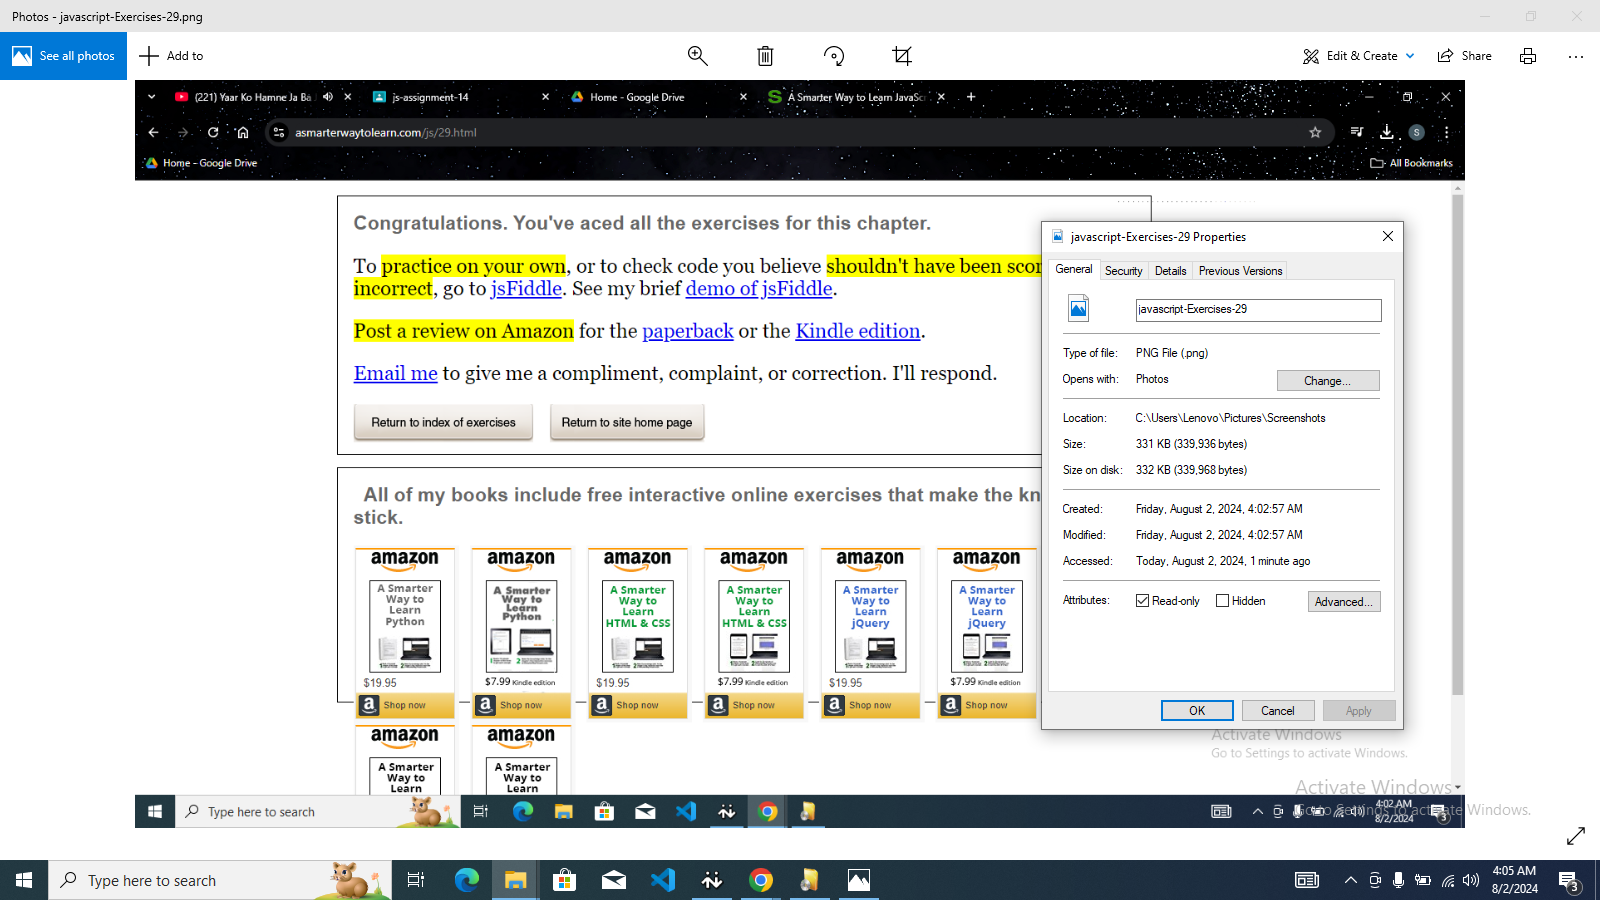 Photos - javascript-Exercises-29.png
See all photos
Add to
Edit & Create
Share
(221) Yaar Ko Hamne Ja Ba
js-assignment-14
Home - Google Drive
A Smarter Way to Learn JavaScr
asmarterwaytolearn.com/js/29.html
S
Home - Google Drive
All Bookmarks
Congratulations. You've aced all the exercises for this chapter.
To practice on your own, or to check code you believe shouldn't have been scor
incorrect, go to jsFiddle. See my brief demo of jsFiddle.
Post a review on Amazon for the paperback or the Kindle edition.
Email me to give me a compliment, complaint, or correction. I'll respond.
Return to index of exercises
Return to site home page
All of my books include free interactive online exercises that make the kn
stick.
amazon amazon amazon amazon amazon amazon
A Smarter
Way to
Learn
Python
$19.95
Shop now
A Smarter
Way to
Learn
Python
$7.99 Kindle edition
Shop now
A Smarter
Way to
Learn
HTML & CSS
$19.95
Shop now
A Smarter
Way to
Learn
HTML & CSS
$7.99 Kindle edition
Shop now
A Smarter
Way to
Learn
jQuery
$19.95
Shop now
A Smarter
Way to
Learn
jQuery
$7.99 Kindle edition
Shop now
amazon amazon
A Smarter
Way to
Learn
A Smarter
Way to
Learn
javascript-Exercises-29 Properties
General
Security
Details
Previous Versions
javascript-Exercises-29
Type of file: PNG File (.png)
Opens with: Photos
Change...
Location: C:\Users\Lenovo\Pictures\Screenshots
Size: 331 KB (339,936 bytes)
Size on disk: 332 KB (339,968 bytes)
Created: Friday, August 2, 2024, 4:02:57 AM
Modified: Friday, August 2, 2024, 4:02:57 AM
Accessed: Today, August 2, 2024, 1 minute ago
Attributes: Read-only Hidden
Advanced...
OK
Cancel
Apply
Activate Windows
Go to Settings to activate Windows.
Activate Windows
Go to Settings to activate Windows.
Type here to search
4:02 AM
8/2/2024
3
Type here to search
4:05 AM
8/2/2024
3